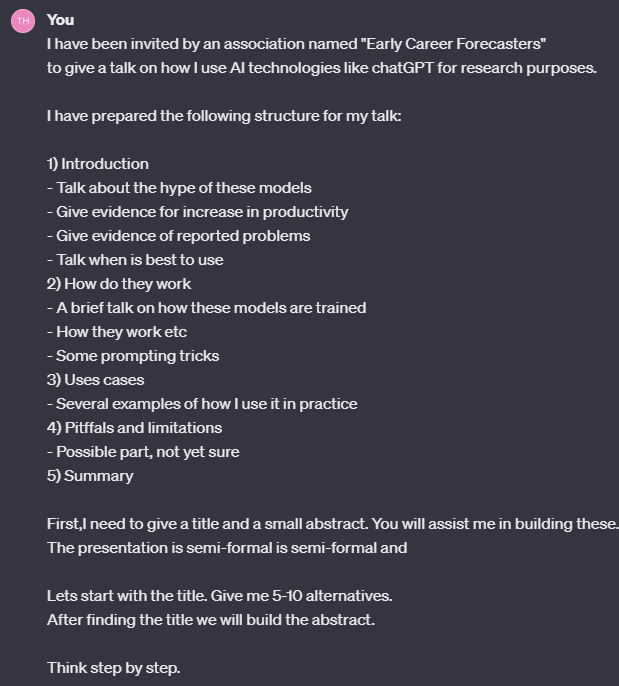 TH
You
I have been invited by an association named "Early Career Forecasters"
to give a talk on how I use AI technologies like chatGPT for research purposes.
I have prepared the following structure for my talk:
1) Introduction
- Talk about the hype of these models
- Give evidence for increase in productivity
- Give evidence of reported problems
- Talk when is best to use
2) How do they work
- A brief talk on how these models are trained
- How they work etc
- Some prompting tricks
3) Uses cases
- Several examples of how I use it in practice
4) Pitffals and limitations
- Possible part, not yet sure
5) Summary
First,I need to give a title and a small abstract. You will assist me in building these.
The presentation is semi-formal is semi-formal and
Lets start with the title. Give me 5-10 alternatives.
After finding the title we will build the abstract.
Think step by step.